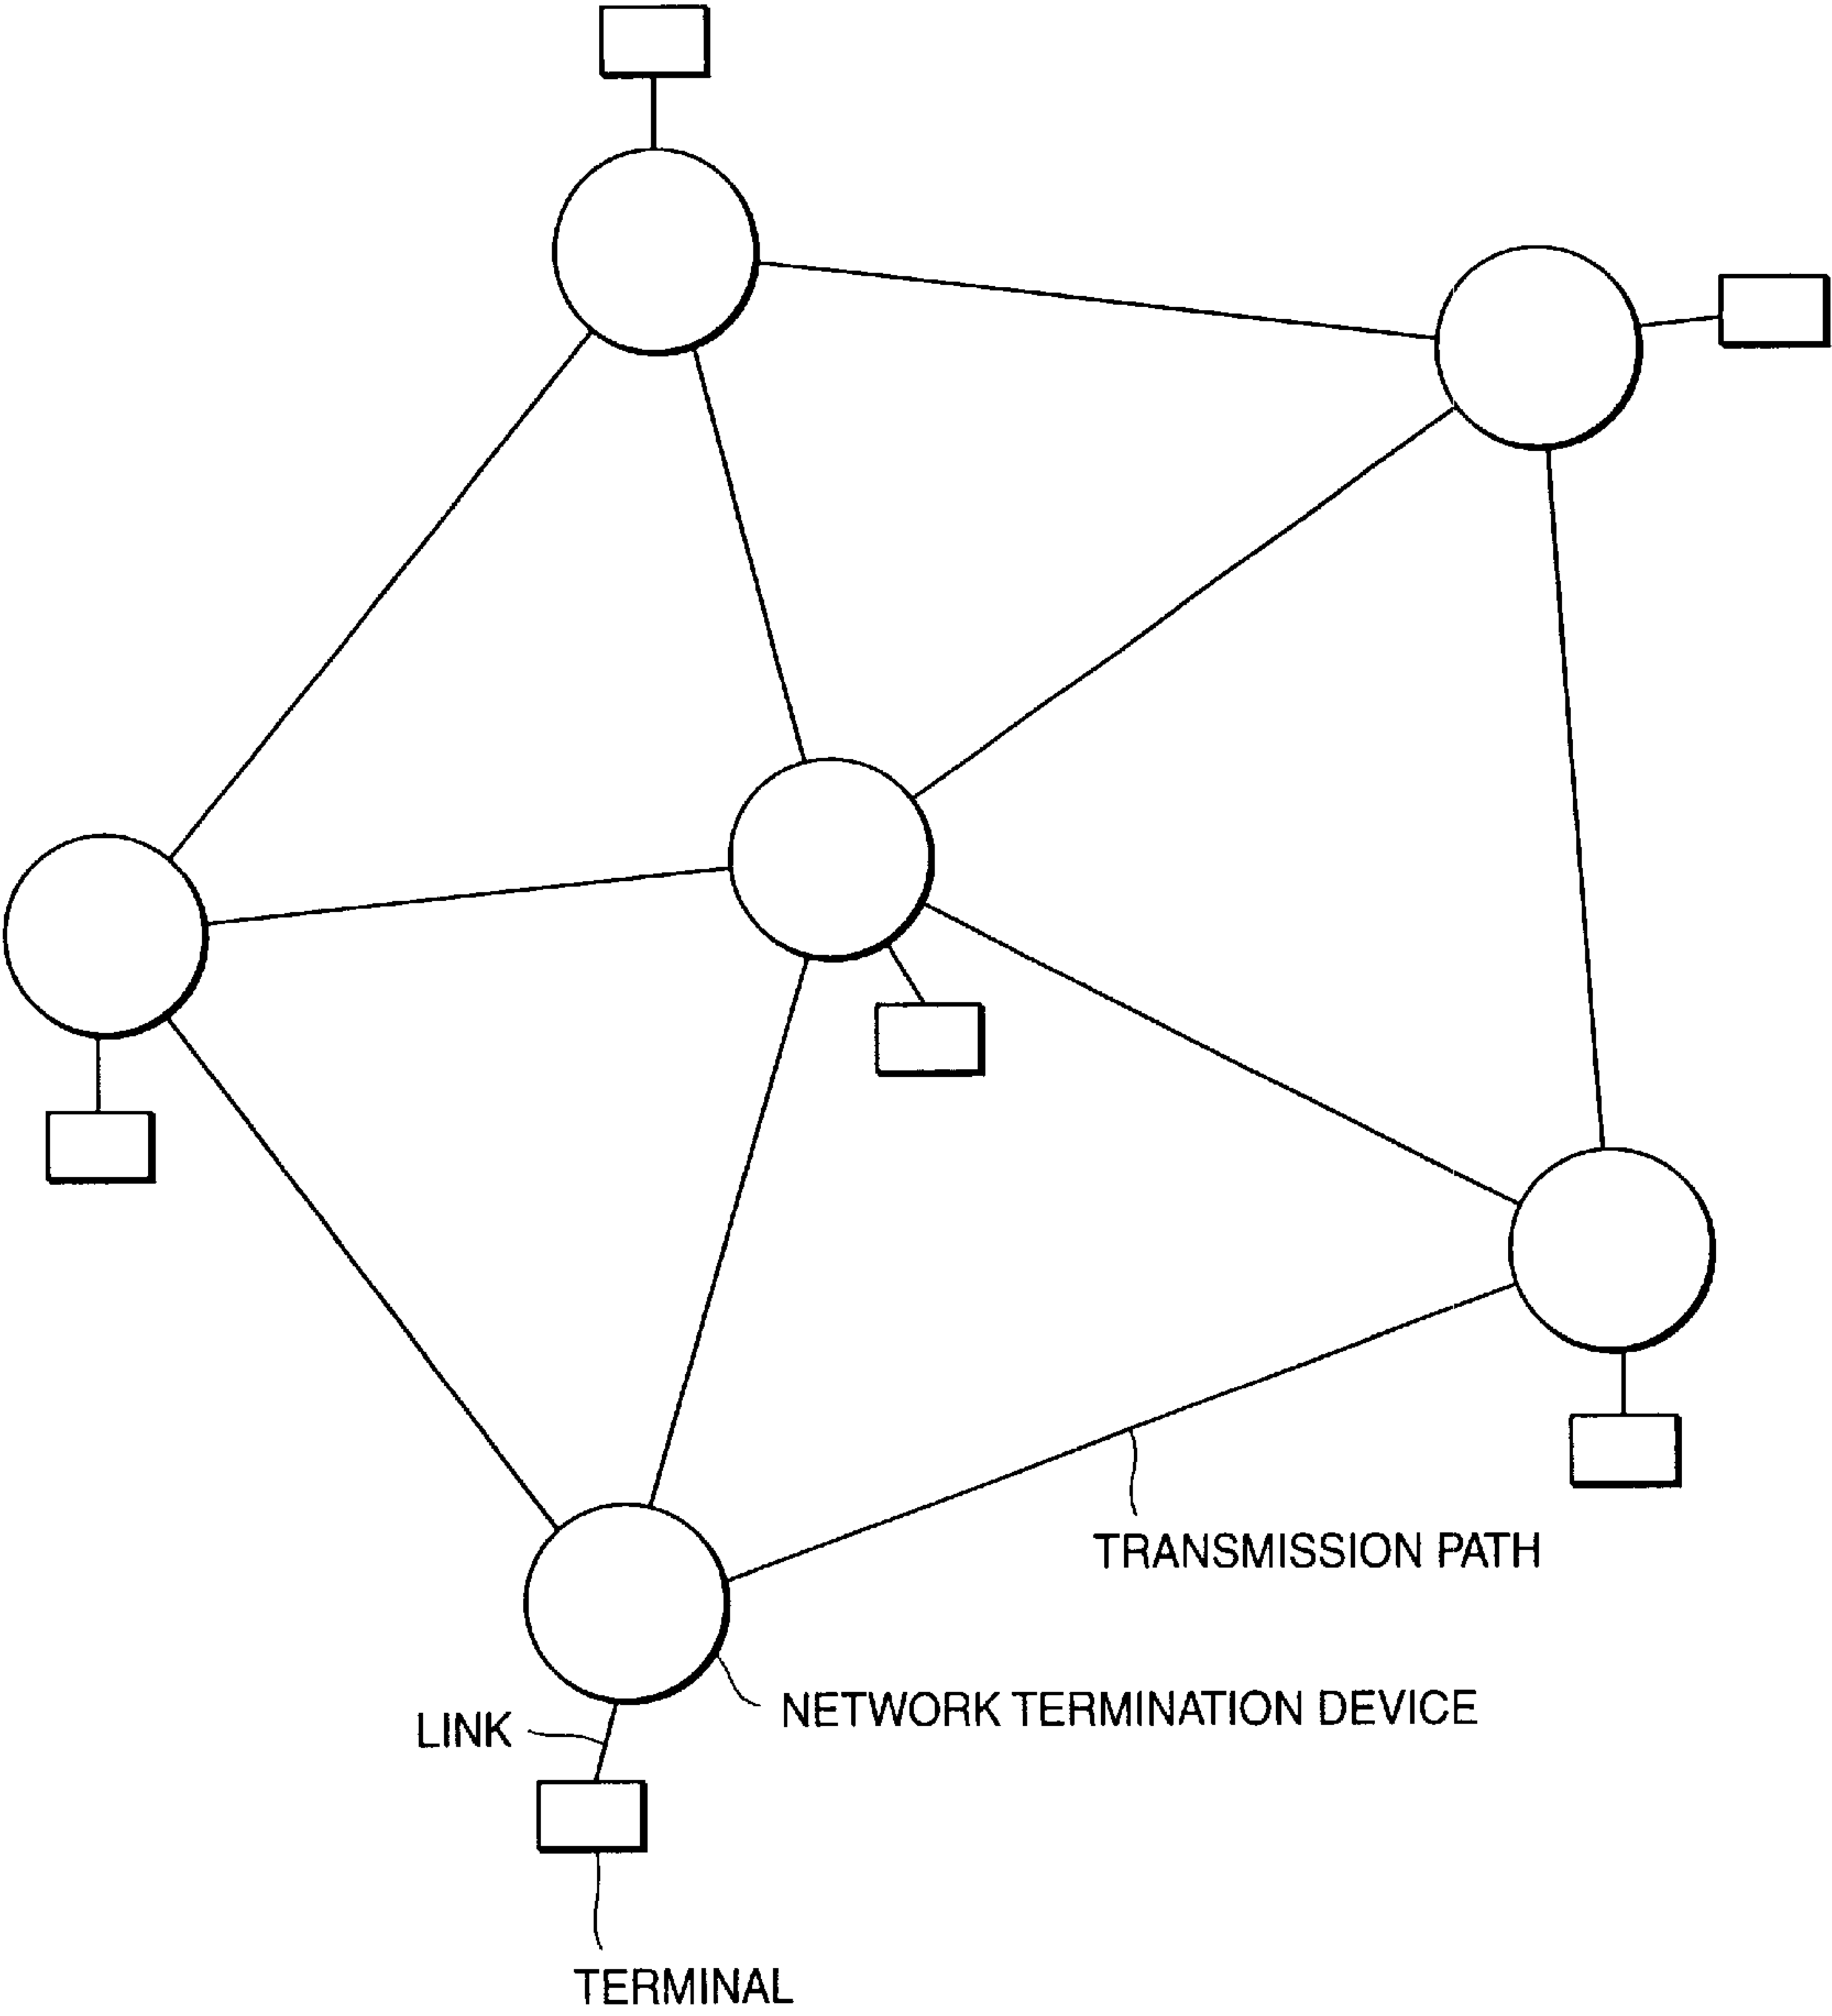 TRANSMISSION PATH
NETWORK TERMINATION DEVICE
LINK
TERMINAL